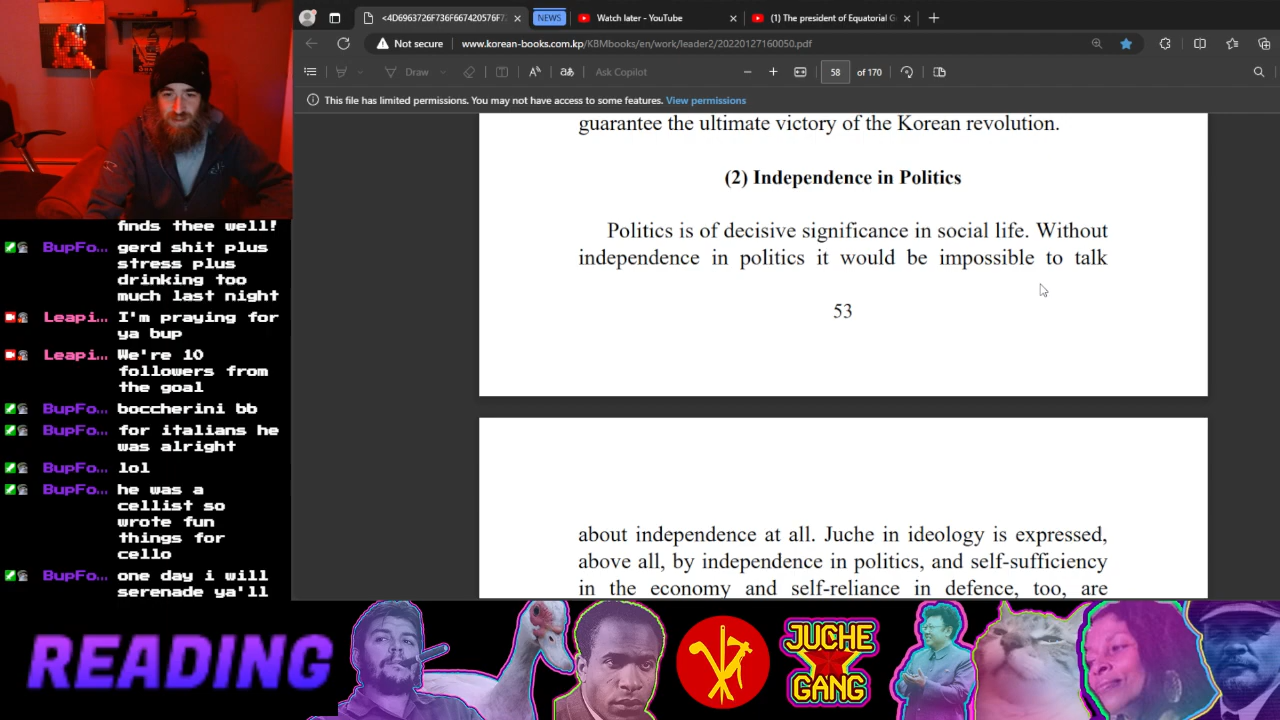 <4D6963726F736F667420576F7
NEWS
Watch later - YouTube
(1) The president of Equatorial G
Not secure
www.korean-books.com.kp/KBMbooks/en/work/leader2/20220127160050.pdf
Draw
Ask Copilot
58
of 170
This file has limited permissions. You may not have access to some features. View permissions
guarantee the ultimate victory of the Korean revolution.
(2) Independence in Politics
Politics is of decisive significance in social life. Without
independence in politics it would be impossible to talk
53
about independence at all. Juche in ideology is expressed,
above all, by independence in politics, and self-sufficiency
in the economy and self-reliance in defence, too, are
finds thee well!
BupFo... gerd shit plus
stress plus
drinking too
much last night
Leapi... I'm praying for
ya bup
Leapi... We're 10
followers from
the goal
BupFo... boccherini bb
BupFo... for italians he
was alright
BupFo... lol
BupFo... he was a
cellist so
wrote fun
things for
cello
BupFo... one day i will
serenade ya'll
READING
JUCHE
GANG